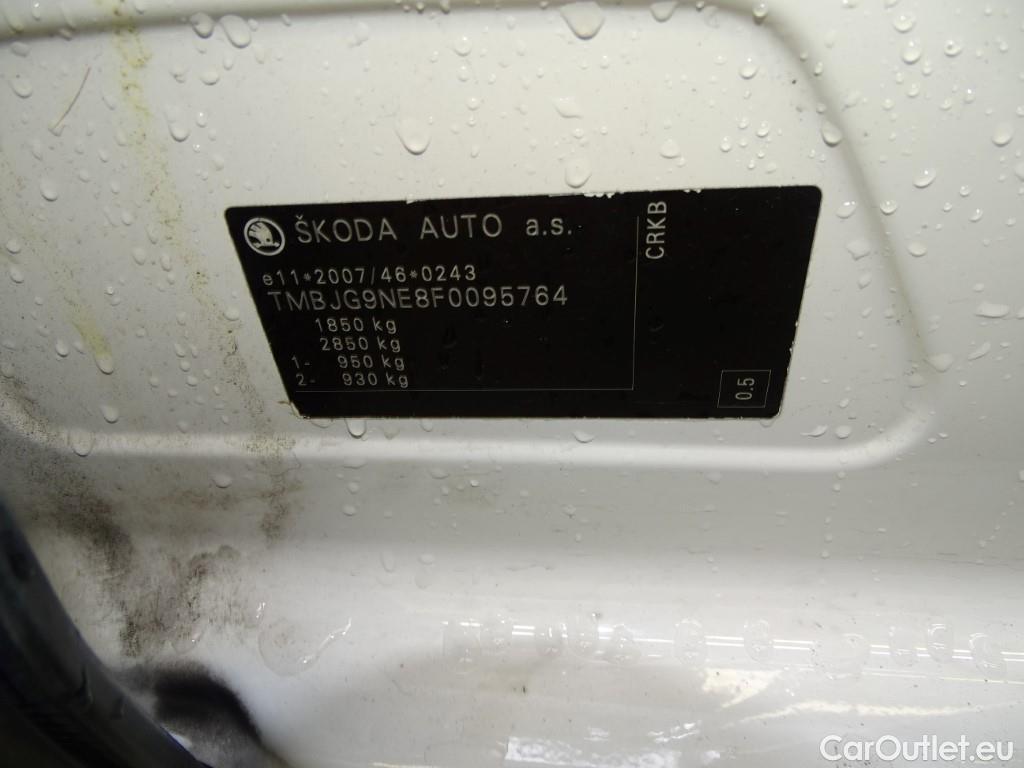 ŠKODA AUTO a.s.
e11*2007/46*0243
TMBJG9NE8F0095764
1850 kg
2850 kg
1- 950 kg
2- 930 kg
CRKB
0.5
CarOutlet.eu